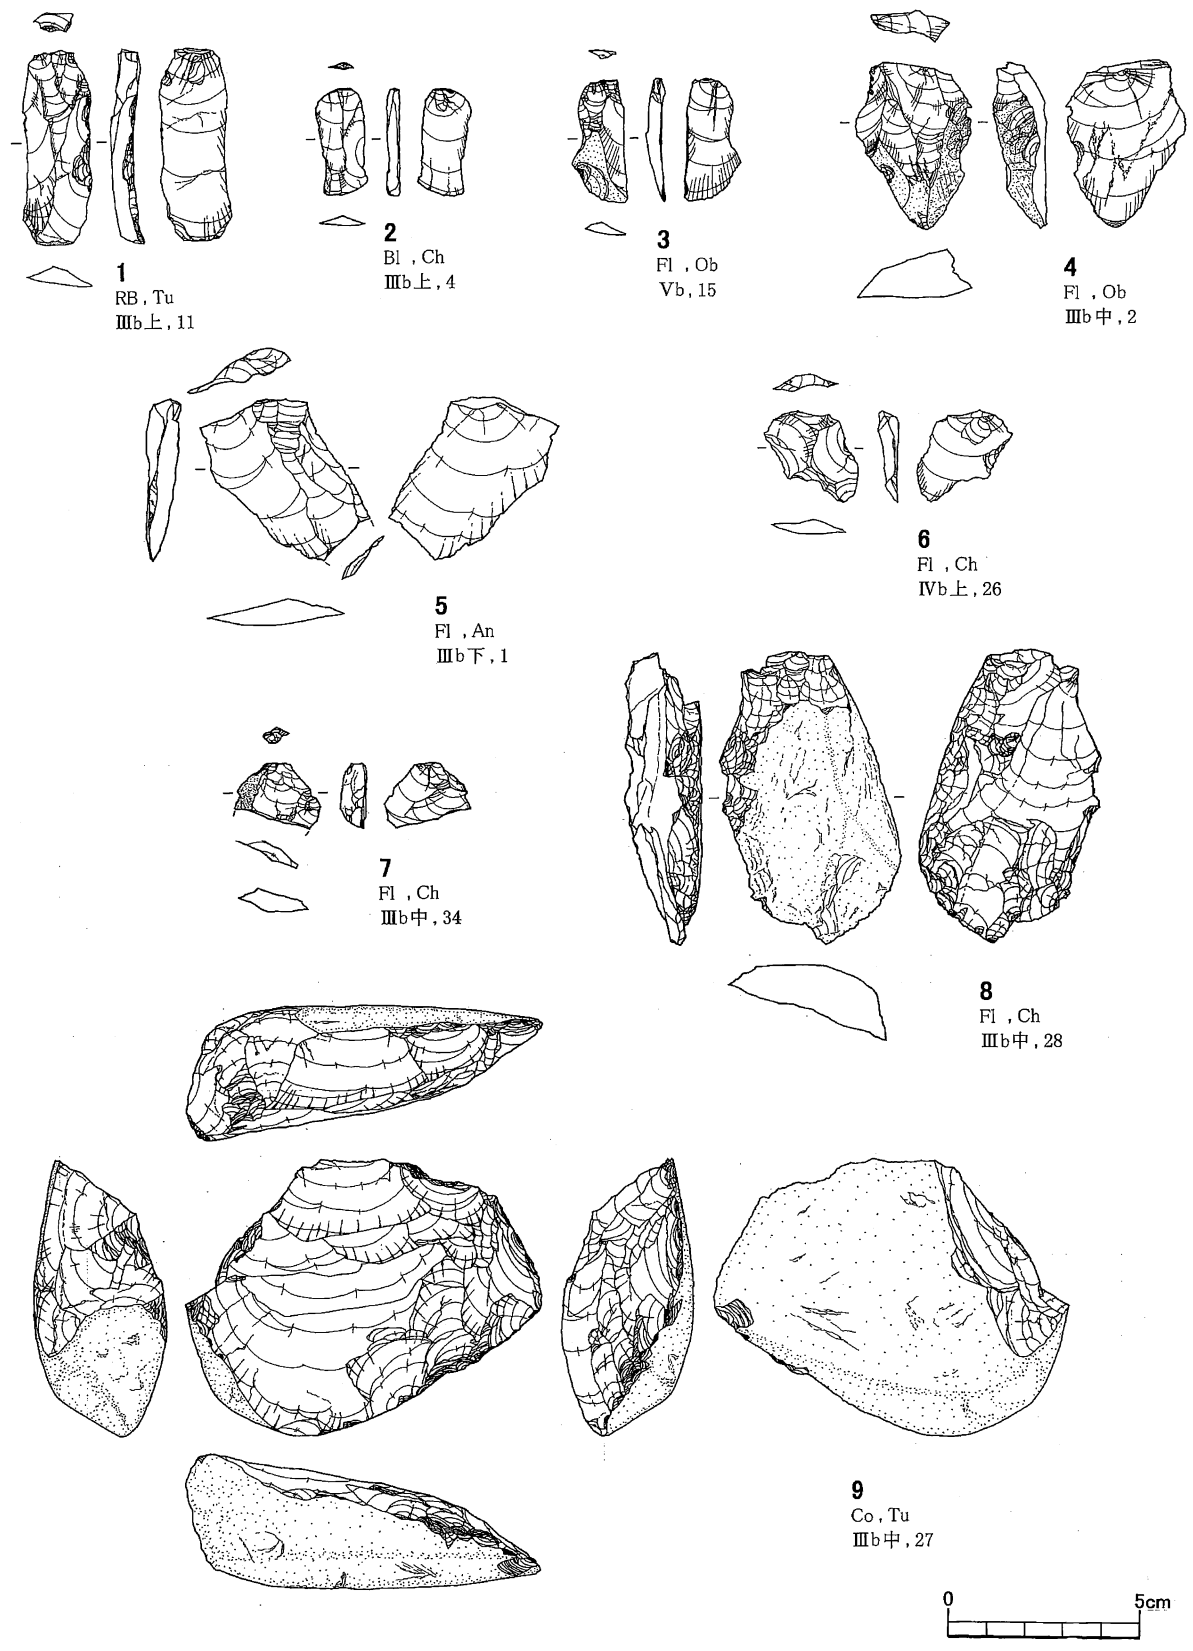 1
RB , Tu
Ⅲb上 , 11
2
Bl , Ch
Ⅲb上 , 4
3
Fl , Ob
Ⅴb , 15
4
Fl , Ob
Ⅲb中 , 2
5
Fl , An
Ⅲb下 , 1
6
Fl , Ch
Ⅳb上 , 26
7
Fl , Ch
Ⅲb中 , 34
8
Fl , Ch
Ⅲb中 , 28
9
Co , Tu
Ⅲb中 , 27
0 5cm